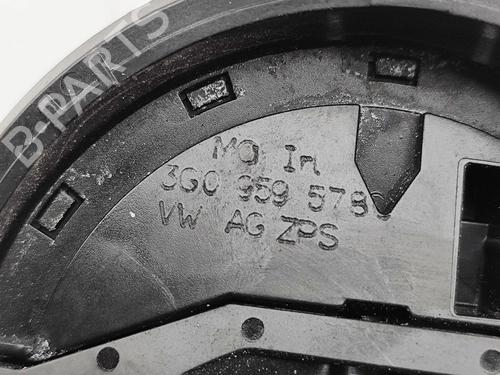 B-PARTS
MQ In
3G0 959 578
VW AG ZPS